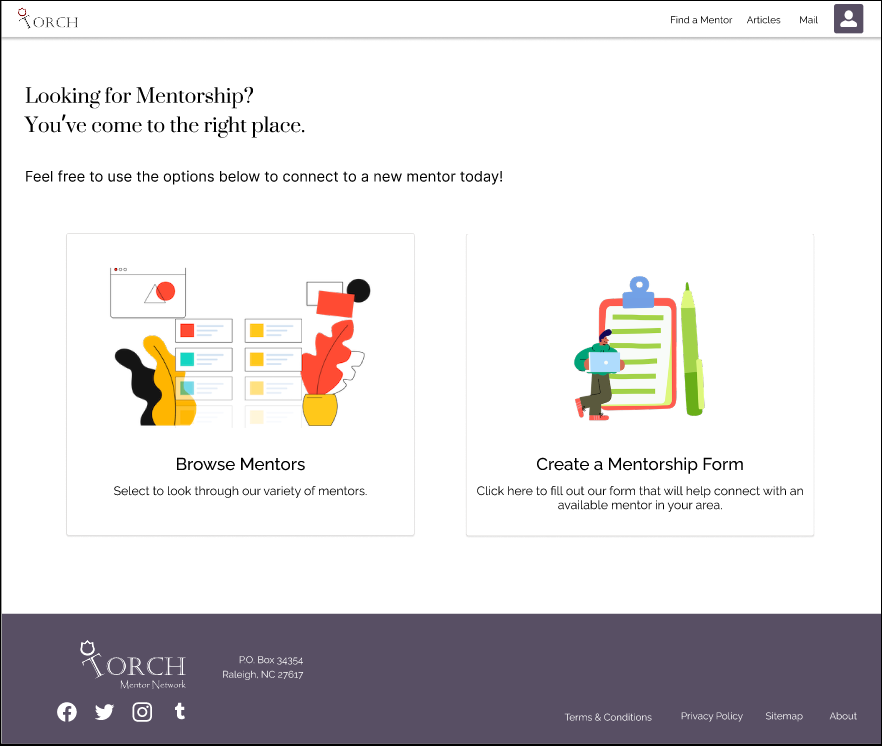 TORCH
Find a Mentor Articles Mail
Looking for Mentorship?
You've come to the right place.
Feel free to use the options below to connect to a new mentor today!
Browse Mentors
Select to look through our variety of mentors.
Create a Mentorship Form
Click here to fill out our form that will help connect with an
available mentor in your area.
TORCH
Mentor Network
P.O. Box 34354
Raleigh, NC 27617
Terms & Conditions Privacy Policy Sitemap About